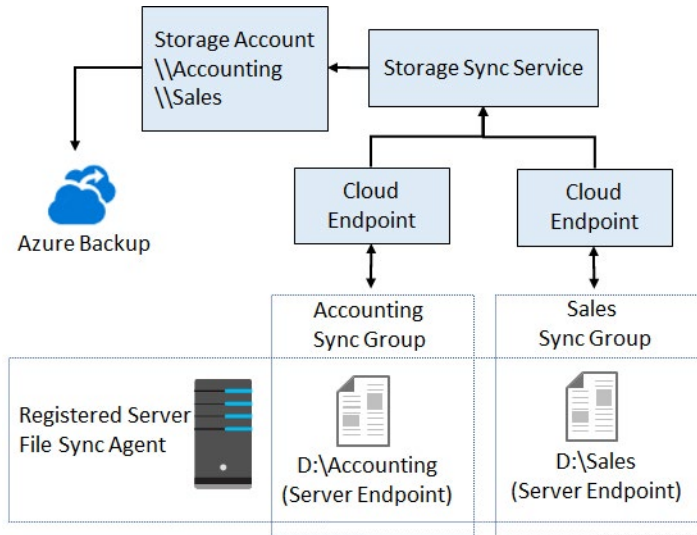 Storage Account
\\Accounting
\\Sales
Storage Sync Service
Azure Backup
Cloud
Endpoint
Cloud
Endpoint
Accounting
Sync Group
Sales
Sync Group
Registered Server
File Sync Agent
D:\Accounting
(Server Endpoint)
D:\Sales
(Server Endpoint)